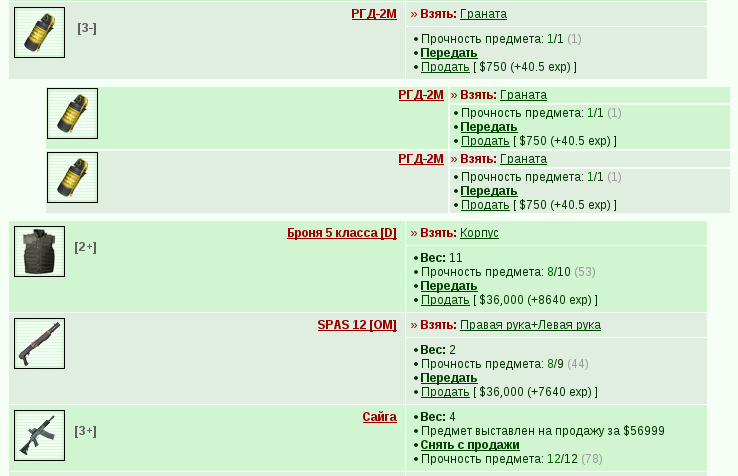 [3-] РГД-2М » Взять: Граната
• Прочность предмета: 1/1 (1)
• Передать
• Продать [ $750 (+40.5 exp) ]
РГД-2М » Взять: Граната
• Прочность предмета: 1/1 (1)
• Передать
• Продать [ $750 (+40.5 exp) ]
РГД-2М » Взять: Граната
• Прочность предмета: 1/1 (1)
• Передать
• Продать [ $750 (+40.5 exp) ]
[2+] Броня 5 класса [D] » Взять: Корпус
• Вес: 11
• Прочность предмета: 8/10 (53)
• Передать
• Продать [ $36,000 (+8640 exp) ]
SPAS 12 [OM] » Взять: Правая рука+Левая рука
• Вес: 2
• Прочность предмета: 8/9 (44)
• Передать
• Продать [ $36,000 (+7640 exp) ]
[3+] Сайга • Вес: 4
• Предмет выставлен на продажу за $56999
• Снять с продажи
• Прочность предмета: 12/12 (78)